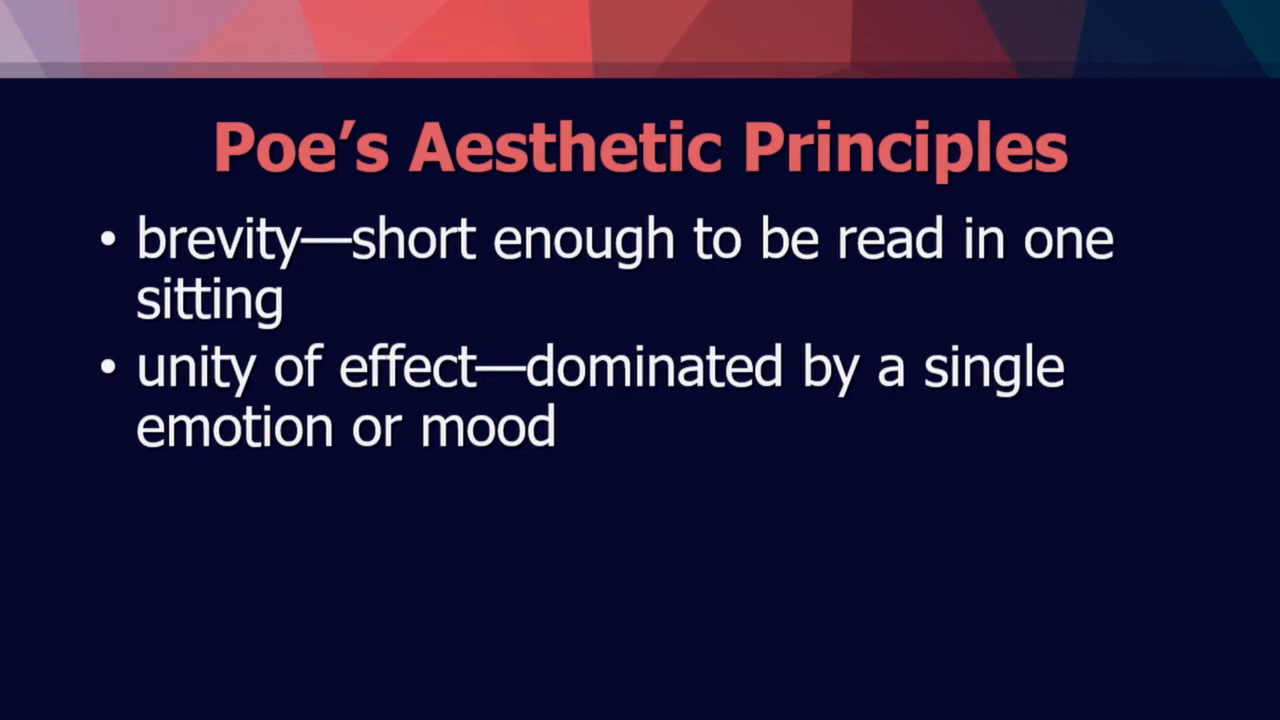 Poe’s Aesthetic Principles
• brevity—short enough to be read in one
sitting
• unity of effect—dominated by a single
emotion or mood